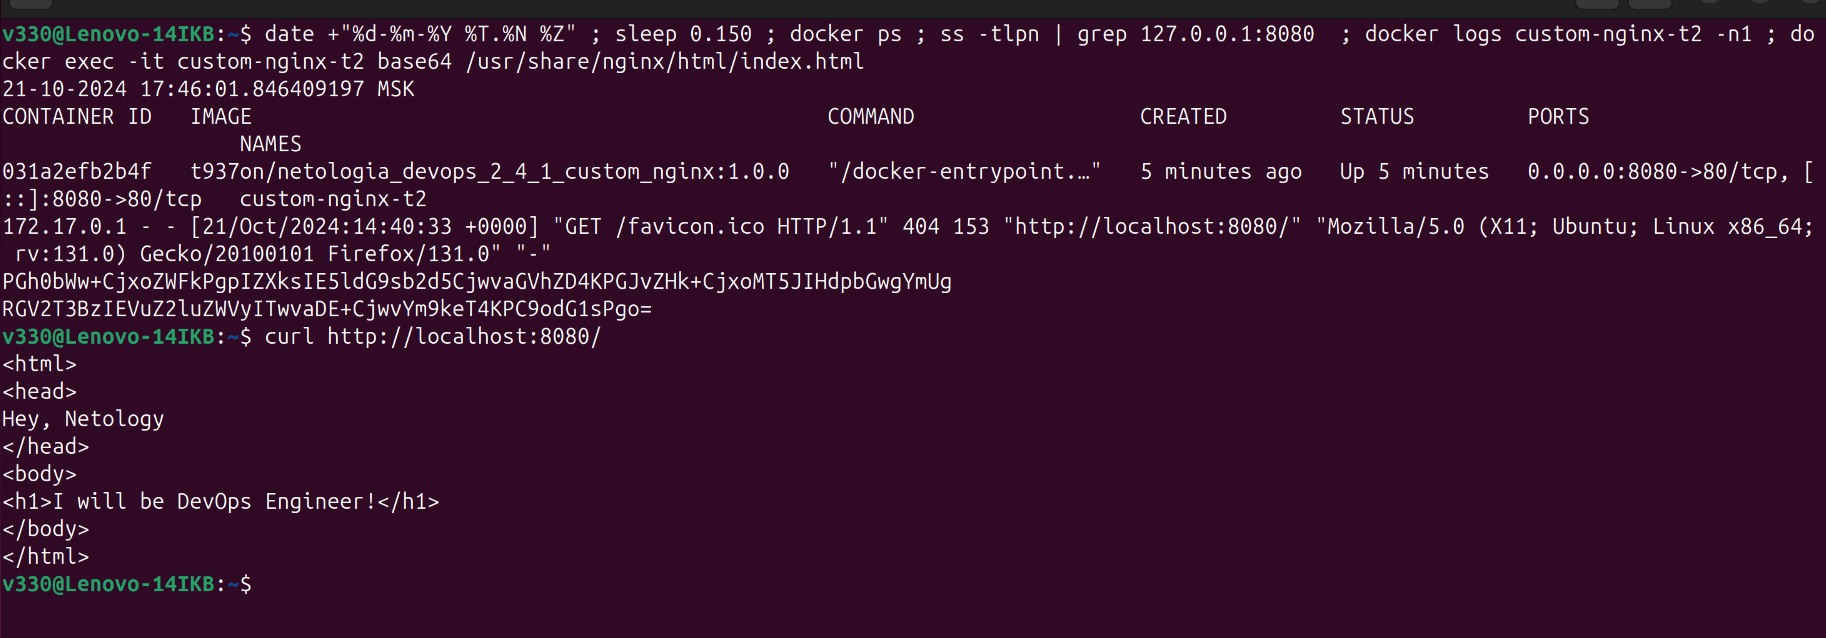 v330@Lenovo-14IKB:~$ date +"%d-%m-%Y %T.%N %Z" ; sleep 0.150 ; docker ps ; ss -tlpn | grep 127.0.0.1:8080  ; docker logs custom-nginx-t2 -n1 ; do
cker exec -it custom-nginx-t2 base64 /usr/share/nginx/html/index.html
21-10-2024 17:46:01.846409197 MSK
CONTAINER ID   IMAGE                                              COMMAND                  CREATED         STATUS         PORTS
                   NAMES
031a2efb2b4f   t937on/netologia_devops_2_4_1_custom_nginx:1.0.0   "/docker-entrypoint.…"   5 minutes ago   Up 5 minutes   0.0.0.0:8080->80/tcp, [
::]:8080->80/tcp   custom-nginx-t2
172.17.0.1 - - [21/Oct/2024:14:40:33 +0000] "GET /favicon.ico HTTP/1.1" 404 153 "http://localhost:8080/" "Mozilla/5.0 (X11; Ubuntu; Linux x86_64;
 rv:131.0) Gecko/20100101 Firefox/131.0" "-"
PGh0bWw+CjxoZWFkPgpIZXksIE5ldG9sb2d5CjwvaGVhZD4KPGJvZHk+CjxoMT5JIHdpbGwgYmUg
RGV2T3BzIEVuZ2luZWVyITwvaDE+CjwvYm9keT4KPC9odG1sPgo=
v330@Lenovo-14IKB:~$ curl http://localhost:8080/
<html>
<head>
Hey, Netology
</head>
<body>
<h1>I will be DevOps Engineer!</h1>
</body>
</html>
v330@Lenovo-14IKB:~$